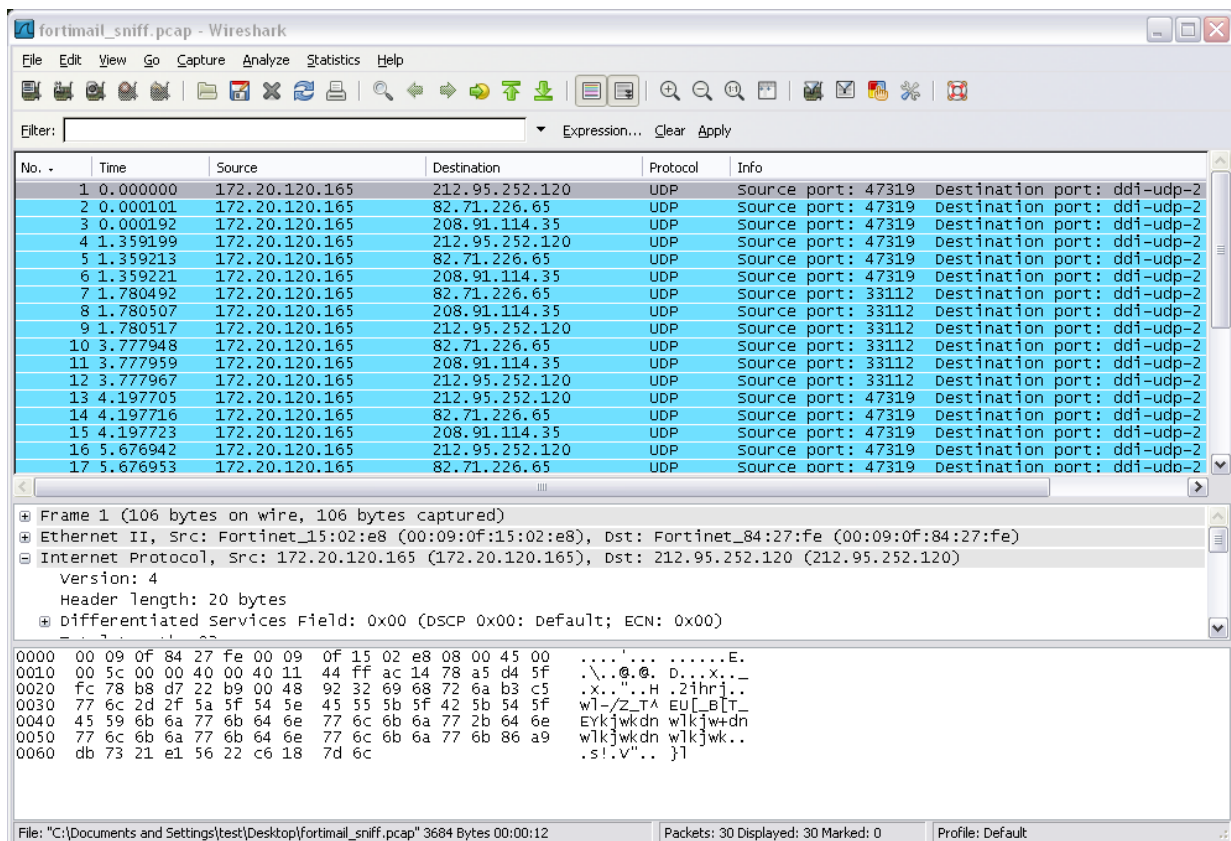 fortimail_sniff.pcap - Wireshark
File Edit View Go Capture Analyze Statistics Help
Filter: Expression... Clear Apply
No. Time Source Destination Protocol Info
1 0.000000 172.20.120.165 212.95.252.120 UDP Source port: 47319 Destination port: ddi-udp-2
2 0.000101 172.20.120.165 82.71.226.65 UDP Source port: 47319 Destination port: ddi-udp-2
3 0.000192 172.20.120.165 208.91.114.35 UDP Source port: 47319 Destination port: ddi-udp-2
4 1.359199 172.20.120.165 212.95.252.120 UDP Source port: 47319 Destination port: ddi-udp-2
5 1.359213 172.20.120.165 82.71.226.65 UDP Source port: 47319 Destination port: ddi-udp-2
6 1.359221 172.20.120.165 208.91.114.35 UDP Source port: 47319 Destination port: ddi-udp-2
7 1.780492 172.20.120.165 82.71.226.65 UDP Source port: 33112 Destination port: ddi-udp-2
8 1.780507 172.20.120.165 208.91.114.35 UDP Source port: 33112 Destination port: ddi-udp-2
9 1.780517 172.20.120.165 212.95.252.120 UDP Source port: 33112 Destination port: ddi-udp-2
10 3.777948 172.20.120.165 82.71.226.65 UDP Source port: 33112 Destination port: ddi-udp-2
11 3.777959 172.20.120.165 208.91.114.35 UDP Source port: 33112 Destination port: ddi-udp-2
12 3.777967 172.20.120.165 212.95.252.120 UDP Source port: 33112 Destination port: ddi-udp-2
13 4.197705 172.20.120.165 212.95.252.120 UDP Source port: 47319 Destination port: ddi-udp-2
14 4.197716 172.20.120.165 82.71.226.65 UDP Source port: 47319 Destination port: ddi-udp-2
15 4.197723 172.20.120.165 208.91.114.35 UDP Source port: 47319 Destination port: ddi-udp-2
16 5.676942 172.20.120.165 212.95.252.120 UDP Source port: 47319 Destination port: ddi-udp-2
17 5.676953 172.20.120.165 82.71.226.65 UDP Source port: 47319 Destination port: ddi-udp-2
Frame 1 (106 bytes on wire, 106 bytes captured)
Ethernet II, Src: Fortinet_15:02:e8 (00:09:0f:15:02:e8), Dst: Fortinet_84:27:fe (00:09:0f:84:27:fe)
Internet Protocol, Src: 172.20.120.165 (172.20.120.165), Dst: 212.95.252.120 (212.95.252.120)
Version: 4
Header length: 20 bytes
Differentiated Services Field: 0x00 (DSCP 0x00: Default; ECN: 0x00)
0000 00 09 0f 84 27 fe 00 09 0f 15 02 e8 08 00 45 00 ....'... ......E.
0010 00 5c 00 00 40 00 40 11 44 ff ac 14 78 a5 d4 5f .\..@.@. D...x.._
0020 fc 78 b8 d7 22 b9 00 48 92 32 69 68 72 6a b3 c5 .x.."..H .2ihrj..
0030 77 6c 2d 2f 5a 5f 54 5e 45 55 5b 5f 42 5b 54 5f wl-/Z_T^ EU[_B[T_
0040 45 59 6b 6a 77 6b 64 6e 77 6c 6b 6a 77 2b 64 6e EYkjwkdn wlkjw+dn
0050 77 6c 6b 6a 77 6b 64 6e 77 6c 6b 6a 77 6b 86 a9 wlkjwkdn wlkjwk..
0060 db 73 21 e1 56 22 c6 18 7d 6c .s!.V".. }l
File: "C:\Documents and Settings\test\Desktop\fortimail_sniff.pcap" 3684 Bytes 00:00:12 Packets: 30 Displayed: 30 Marked: 0 Profile: Default